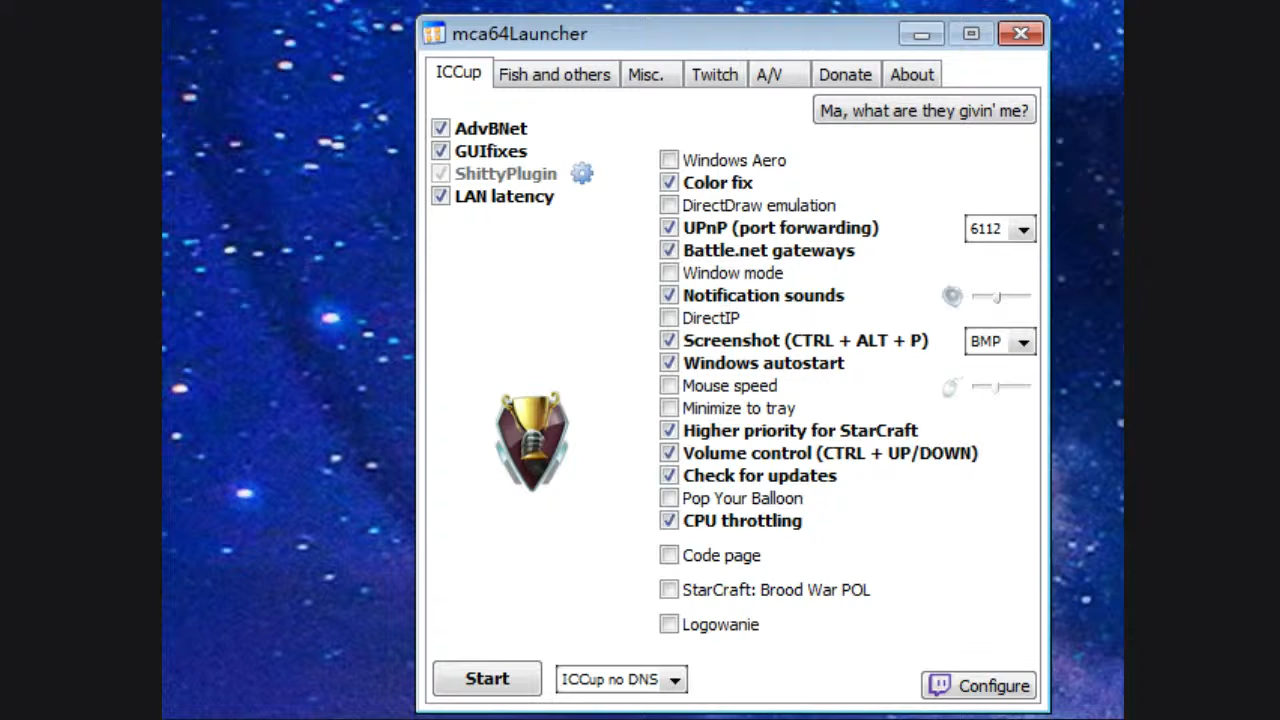 mca64Launcher
ICCup
Fish and others
Misc.
Twitch
A/V
Donate
About
Ma, what are they givin' me?
AdvBNet
GUIfixes
ShittyPlugin
LAN latency
Windows Aero
Color fix
DirectDraw emulation
UPnP (port forwarding)
6112
Battle.net gateways
Window mode
Notification sounds
DirectIP
Screenshot (CTRL + ALT + P)
BMP
Windows autostart
Mouse speed
Minimize to tray
Higher priority for StarCraft
Volume control (CTRL + UP/DOWN)
Check for updates
Pop Your Balloon
CPU throttling
Code page
StarCraft: Brood War POL
Logowanie
Start
ICCup no DNS
Configure